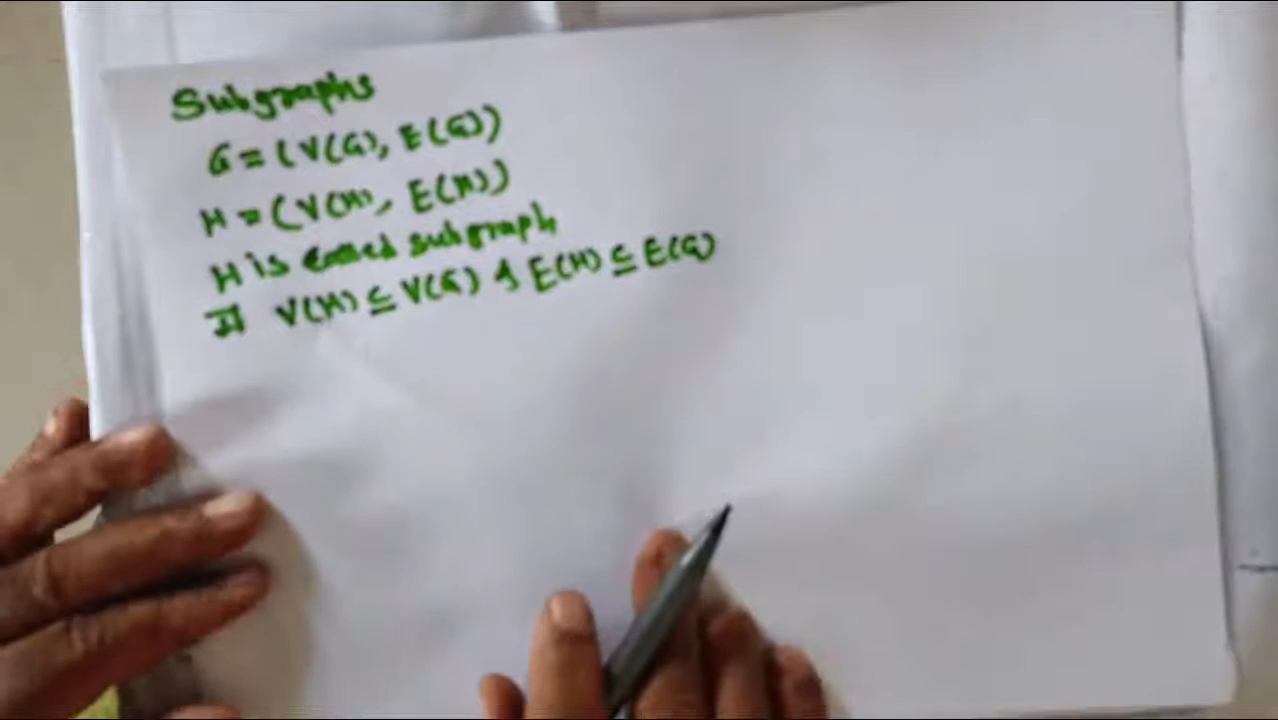 Subgraphs
G = (V(G), E(G))
H = (V(H), E(H))
H is called subgraph
If V(H) ⊆ V(G) & E(H) ⊆ E(G)